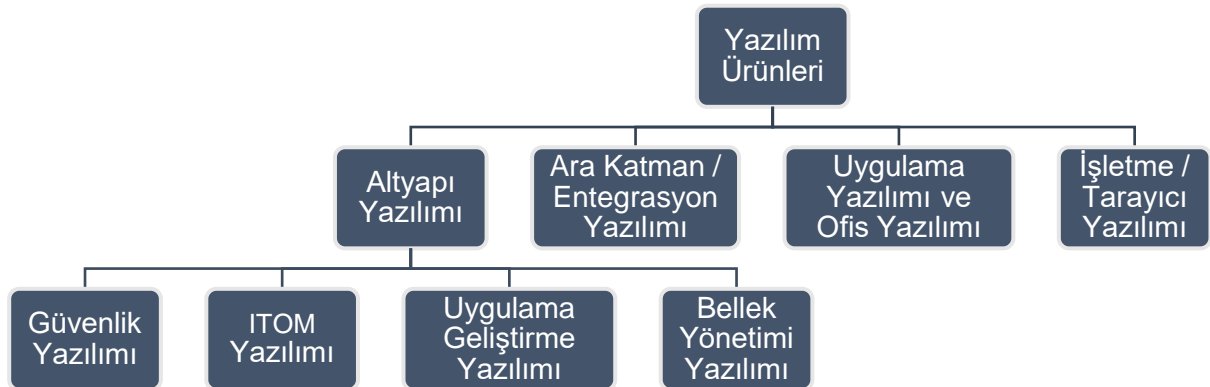 Yazılım
Ürünleri
Altyapı
Yazılımı
Ara Katman /
Entegrasyon
Yazılımı
Uygulama
Yazılımı ve
Ofis Yazılımı
İşletme /
Tarayıcı
Yazılımı
Güvenlik
Yazılımı
ITOM
Yazılımı
Uygulama
Geliştirme
Yazılımı
Bellek
Yönetimi
Yazılımı